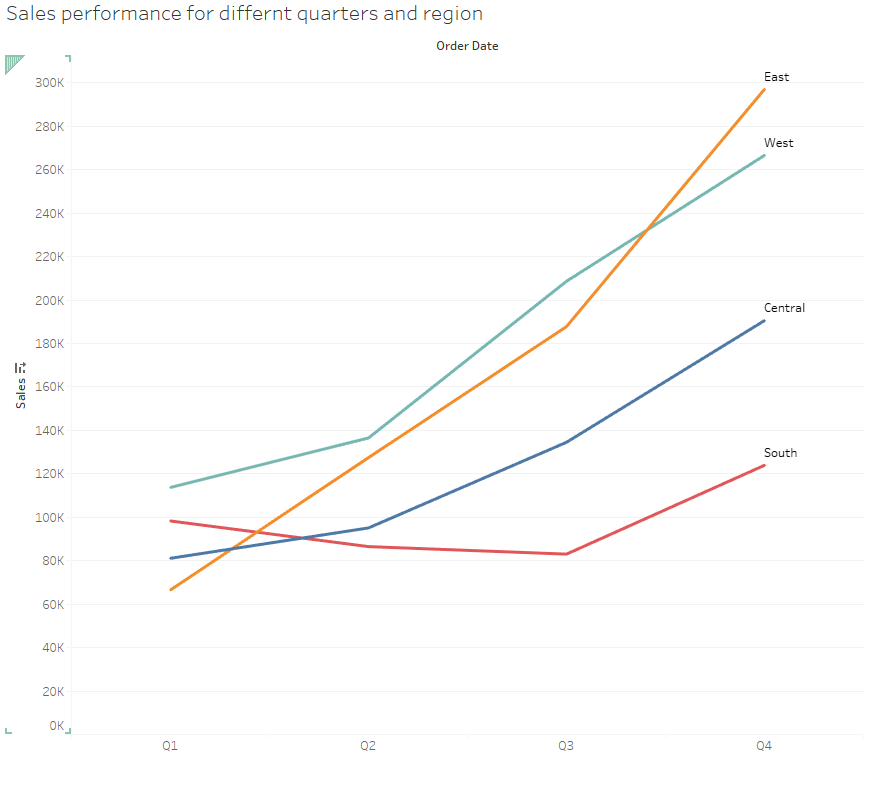 Sales performance for differnt quarters and region
Order Date
300K
280K
260K
240K
220K
200K
180K
160K
140K
120K
100K
80K
60K
40K
20K
0K
Sales
East
West
Central
South
Q1 Q2 Q3 Q4